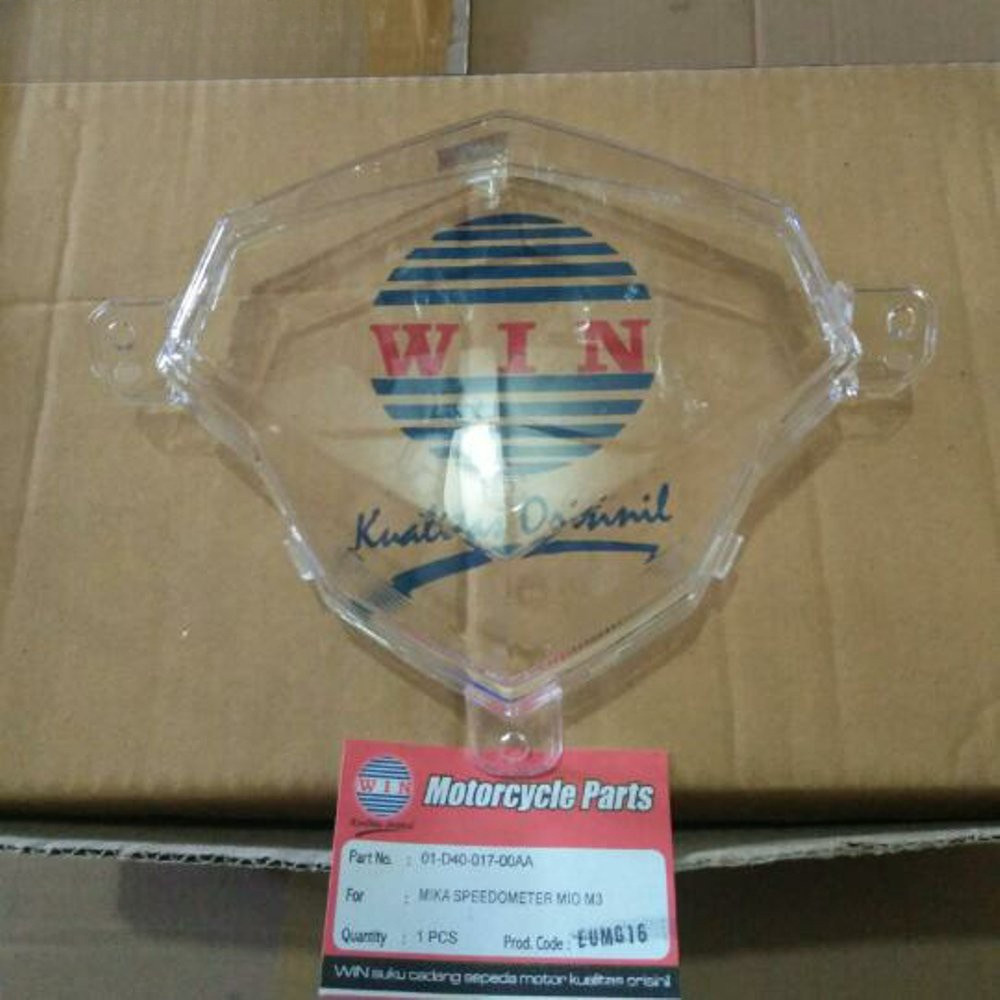 WIN
Kualitas Orisinil
WIN
Motorcycle Parts
Part No. : 01-D40-017-00AA
For : MIKA SPEEDOMETER MIO M3
Quantity : 1 PCS Prod. Code : EUMG16
WIN suku cadang sepeda motor kualitas orisinil